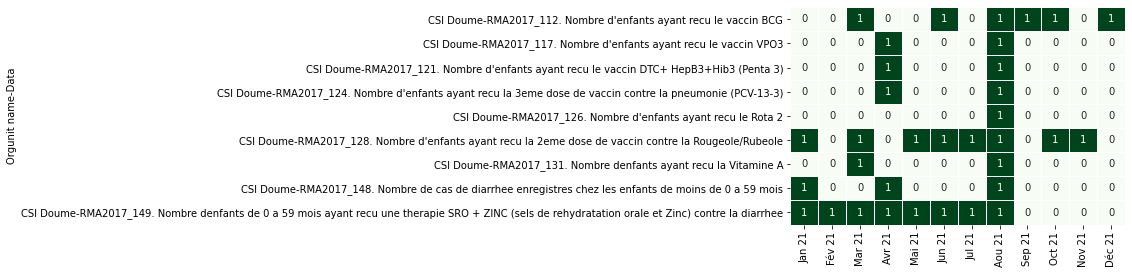 Orgunit name-Data
CSI Doume-RMA2017_112. Nombre d'enfants ayant recu le vaccin BCG 0 0 1 0 0 1 0 1 1 1 0 1
CSI Doume-RMA2017_117. Nombre d'enfants ayant recu le vaccin VPO3 0 0 0 1 0 0 0 1 0 0 0 0
CSI Doume-RMA2017_121. Nombre d'enfants ayant recu le vaccin DTC+ HepB3+Hib3 (Penta 3) 0 0 0 1 0 0 0 1 0 0 0 0
CSI Doume-RMA2017_124. Nombre d'enfants ayant recu la 3eme dose de vaccin contre la pneumonie (PCV-13-3) 0 0 0 1 0 0 0 1 0 0 0 0
CSI Doume-RMA2017_126. Nombre d'enfants ayant recu le Rota 2 0 0 0 0 0 0 0 1 0 0 0 0
CSI Doume-RMA2017_128. Nombre d'enfants ayant recu la 2eme dose de vaccin contre la Rougeole/Rubeole 1 0 1 0 1 1 1 1 0 1 1 0
CSI Doume-RMA2017_131. Nombre denfants ayant recu la Vitamine A 0 0 1 0 0 0 0 1 0 0 0 0
CSI Doume-RMA2017_148. Nombre de cas de diarrhee enregistres chez les enfants de moins de 0 a 59 mois 1 0 0 1 0 0 0 1 0 0 0 0
CSI Doume-RMA2017_149. Nombre denfants de 0 a 59 mois ayant recu une therapie SRO + ZINC (sels de rehydratation orale et Zinc) contre la diarrhee 1 1 1 1 1 1 1 1 0 0 0 0
Jan 21 Fév 21 Mar 21 Avr 21 Mai 21 Jun 21 Jul 21 Aou 21 Sep 21 Oct 21 Nov 21 Déc 21